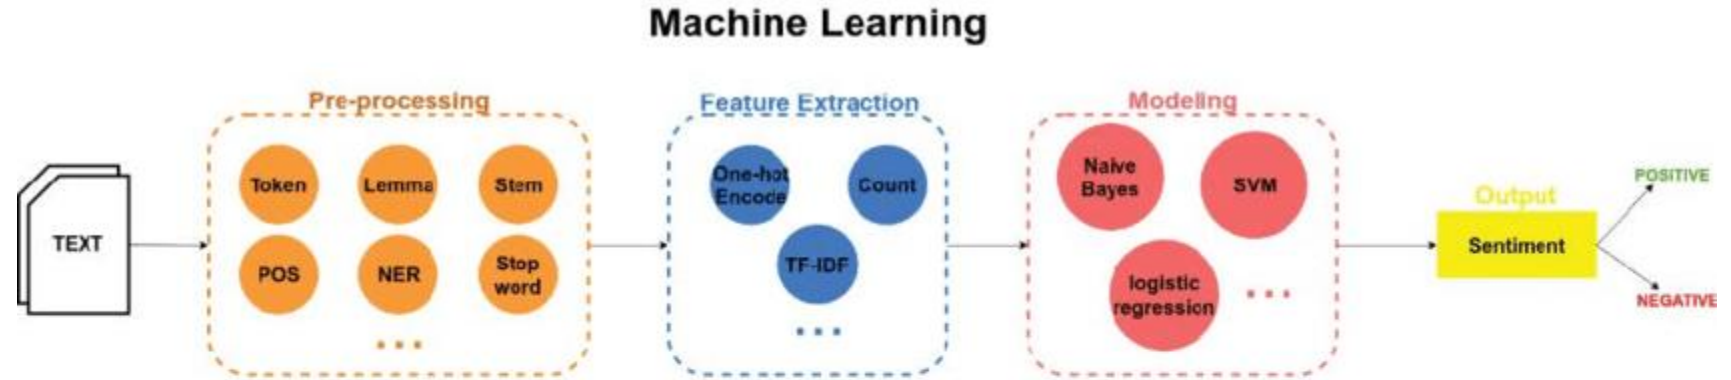 Machine Learning
Pre-processing
Feature Extraction
Modeling
TEXT
Token
Lemma
Stem
POS
NER
Stop
word
...
One-hot
Encode
Count
TF-IDF
...
Naive
Bayes
SVM
logistic
regression
...
Output
Sentiment
POSITIVE
NEGATIVE